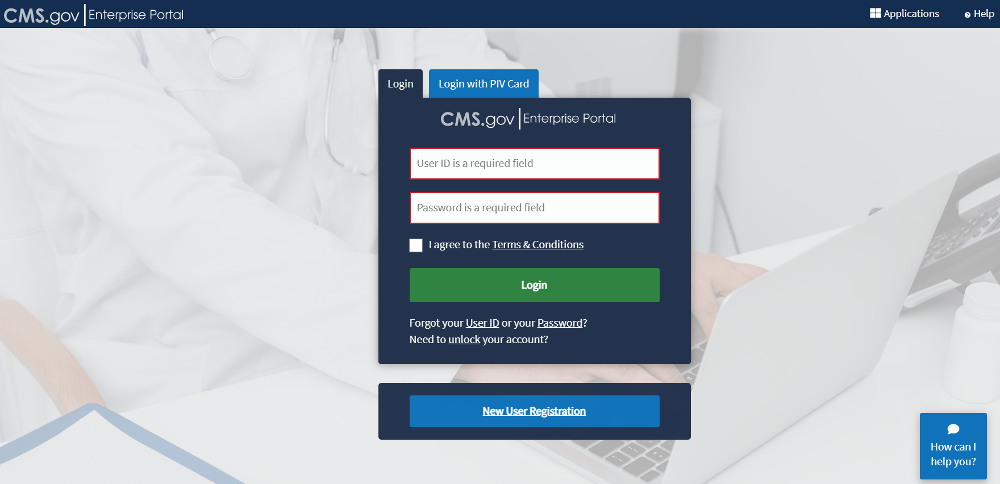 CMS.gov | Enterprise Portal
Applications
Help
Login
Login with PIV Card
CMS.gov | Enterprise Portal
User ID is a required field
Password is a required field
I agree to the Terms & Conditions
Login
Forgot your User ID or your Password?
Need to unlock your account?
New User Registration
How can I
help you?